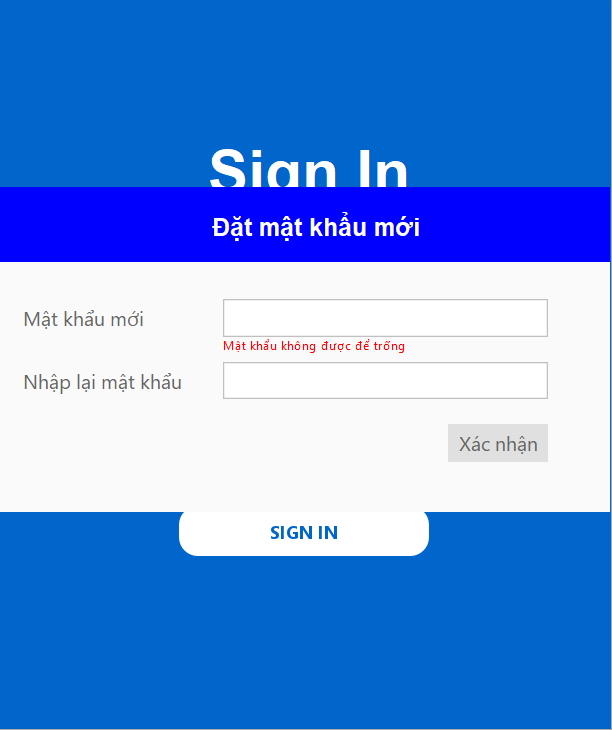 Sign In
Đặt mật khẩu mới
Mật khẩu mới
Mật khẩu không được để trống
Nhập lại mật khẩu
Xác nhận
SIGN IN